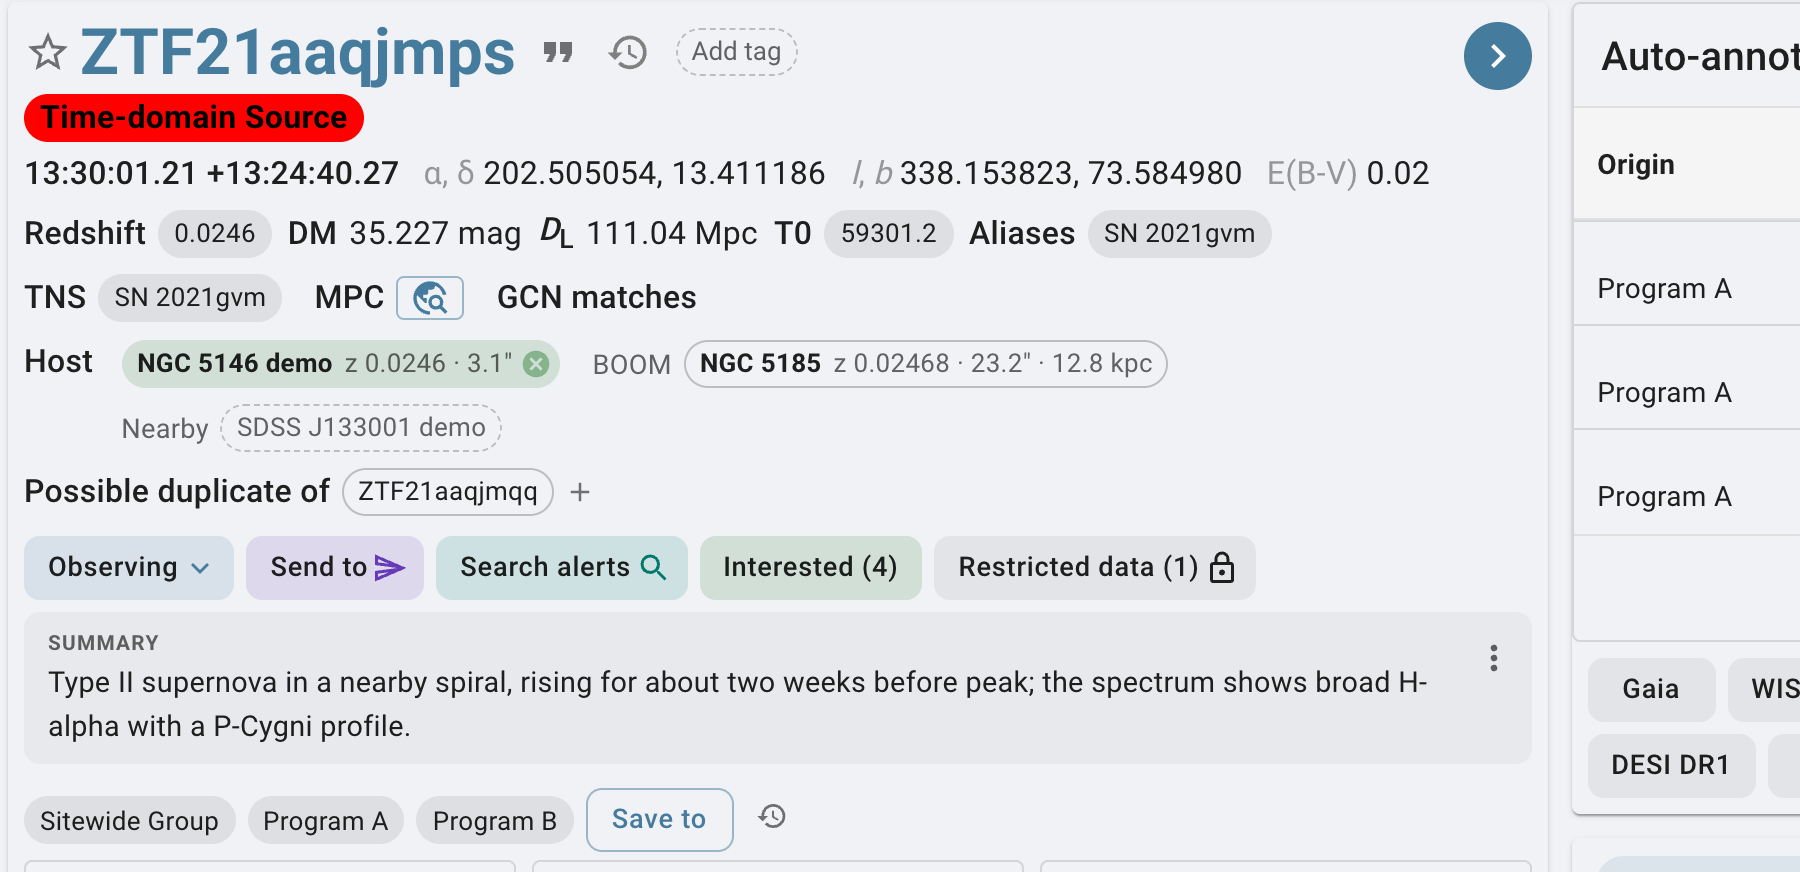 ZTF21aaqjmps Add tag
Time-domain Source
13:30:01.21 +13:24:40.27 α, δ 202.505054, 13.411186 l, b 338.153823, 73.584980 E(B-V) 0.02
Redshift 0.0246 DM 35.227 mag DL 111.04 Mpc T0 59301.2 Aliases SN 2021gvm
TNS SN 2021gvm MPC GCN matches
Host NGC 5146 demo z 0.0246 · 3.1" BOOM NGC 5185 z 0.02468 · 23.2" · 12.8 kpc
Nearby SDSS J133001 demo
Possible duplicate of ZTF21aaqjmqq +
Observing Send to Search alerts Interested (4) Restricted data (1)
SUMMARY
Type II supernova in a nearby spiral, rising for about two weeks before peak; the spectrum shows broad H-
alpha with a P-Cygni profile.
Sitewide Group Program A Program B Save to
Auto-annot
Origin
Program A
Program A
Program A
Gaia WIS
DESI DR1